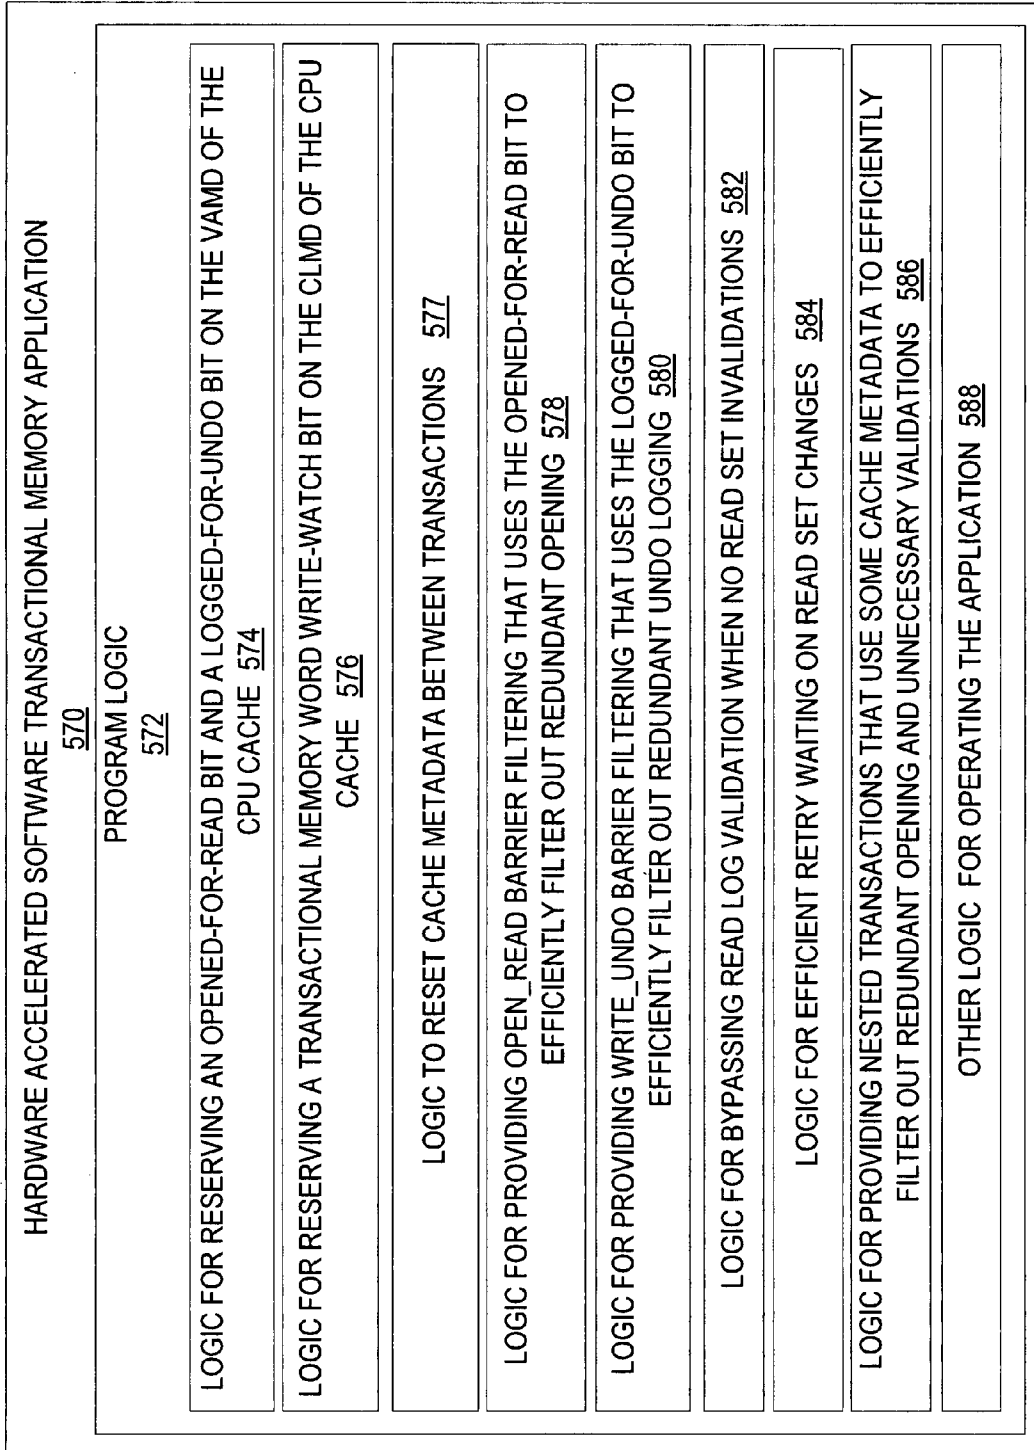 HARDWARE ACCELERATED SOFTWARE TRANSACTIONAL MEMORY APPLICATION
570
PROGRAM LOGIC
572
LOGIC FOR RESERVING AN OPENED-FOR-READ BIT AND A LOGGED-FOR-UNDO BIT ON THE VAMD OF THE
CPU CACHE 574
LOGIC FOR RESERVING A TRANSACTIONAL MEMORY WORD WRITE-WATCH BIT ON THE CLMD OF THE CPU
CACHE 576
LOGIC TO RESET CACHE METADATA BETWEEN TRANSACTIONS 577
LOGIC FOR PROVIDING OPEN_READ BARRIER FILTERING THAT USES THE OPENED-FOR-READ BIT TO
EFFICIENTLY FILTER OUT REDUNDANT OPENING 578
LOGIC FOR PROVIDING WRITE_UNDO BARRIER FILTERING THAT USES THE LOGGED-FOR-UNDO BIT TO
EFFICIENTLY FILTER OUT REDUNDANT UNDO LOGGING 580
LOGIC FOR BYPASSING READ LOG VALIDATION WHEN NO READ SET INVALIDATIONS 582
LOGIC FOR EFFICIENT RETRY WAITING ON READ SET CHANGES 584
LOGIC FOR PROVIDING NESTED TRANSACTIONS THAT USE SOME CACHE METADATA TO EFFICIENTLY
FILTER OUT REDUNDANT OPENING AND UNNECESSARY VALIDATIONS 586
OTHER LOGIC FOR OPERATING THE APPLICATION 588